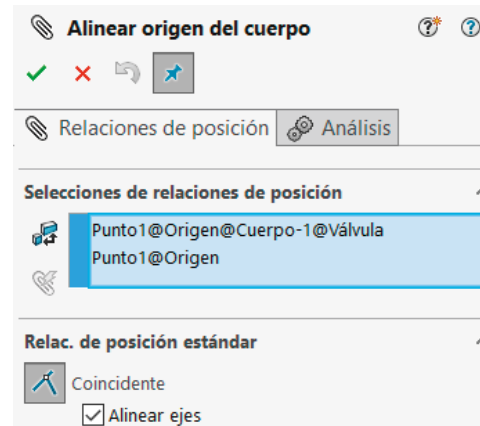 Alinear origen del cuerpo
Relaciones de posición Análisis
Selecciones de relaciones de posición
Punto1@Origen@Cuerpo-1@Válvula
Punto1@Origen
Relac. de posición estándar
Coincidente
Alinear ejes